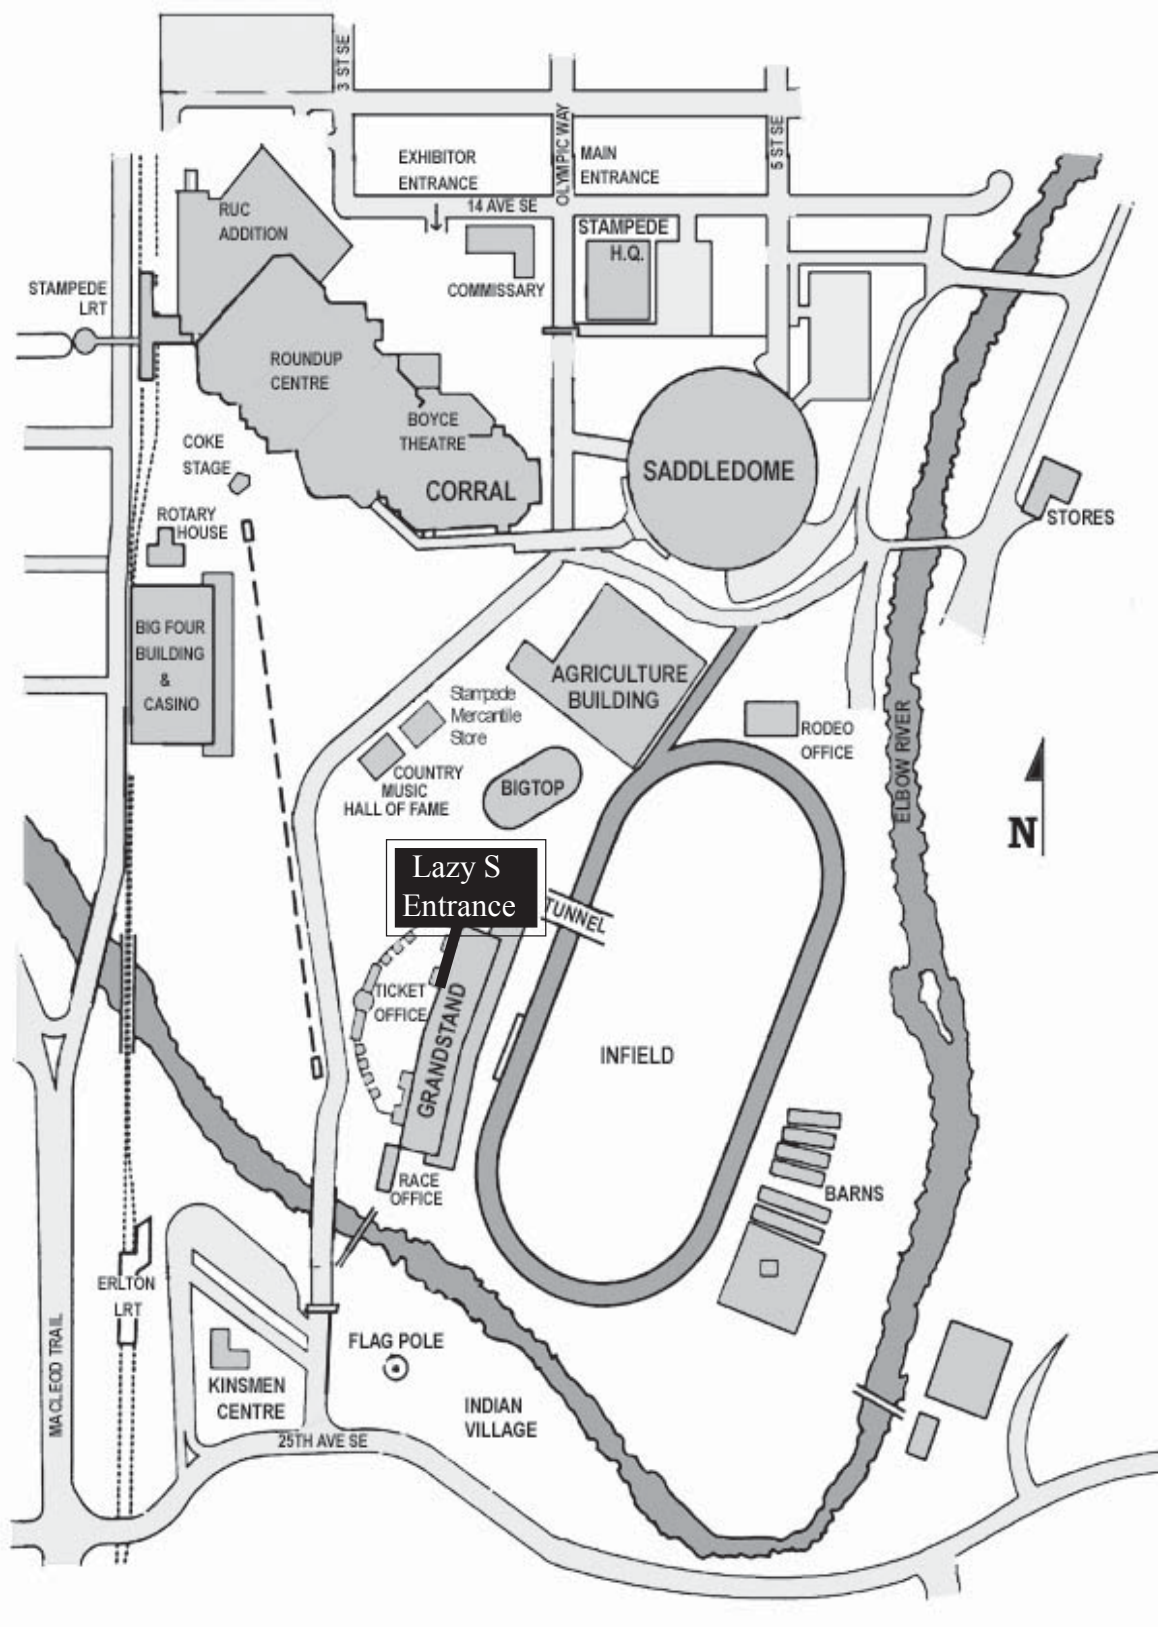 3 ST SE
OLYMPIC WAY
5 ST SE
EXHIBITOR
ENTRANCE
MAIN
ENTRANCE
14 AVE SE
RUC
ADDITION
STAMPEDE
H.Q.
COMMISSARY
STAMPEDE
LRT
ROUNDUP
CENTRE
BOYCE
THEATRE
CORRAL
COKE
STAGE
SADDLEDOME
ROTARY
HOUSE
STORES
BIG FOUR
BUILDING
&
CASINO
AGRICULTURE
BUILDING
Stampede
Mercantile
Store
RODEO
OFFICE
ELBOW RIVER
COUNTRY
MUSIC
HALL OF FAME
BIGTOP
N
Lazy S
Entrance
TUNNEL
TICKET
OFFICE
GRANDSTAND
INFIELD
RACE
OFFICE
BARNS
ERLTON
LRT
MACLEOD TRAIL
FLAG POLE
KINSMEN
CENTRE
INDIAN
VILLAGE
25TH AVE SE